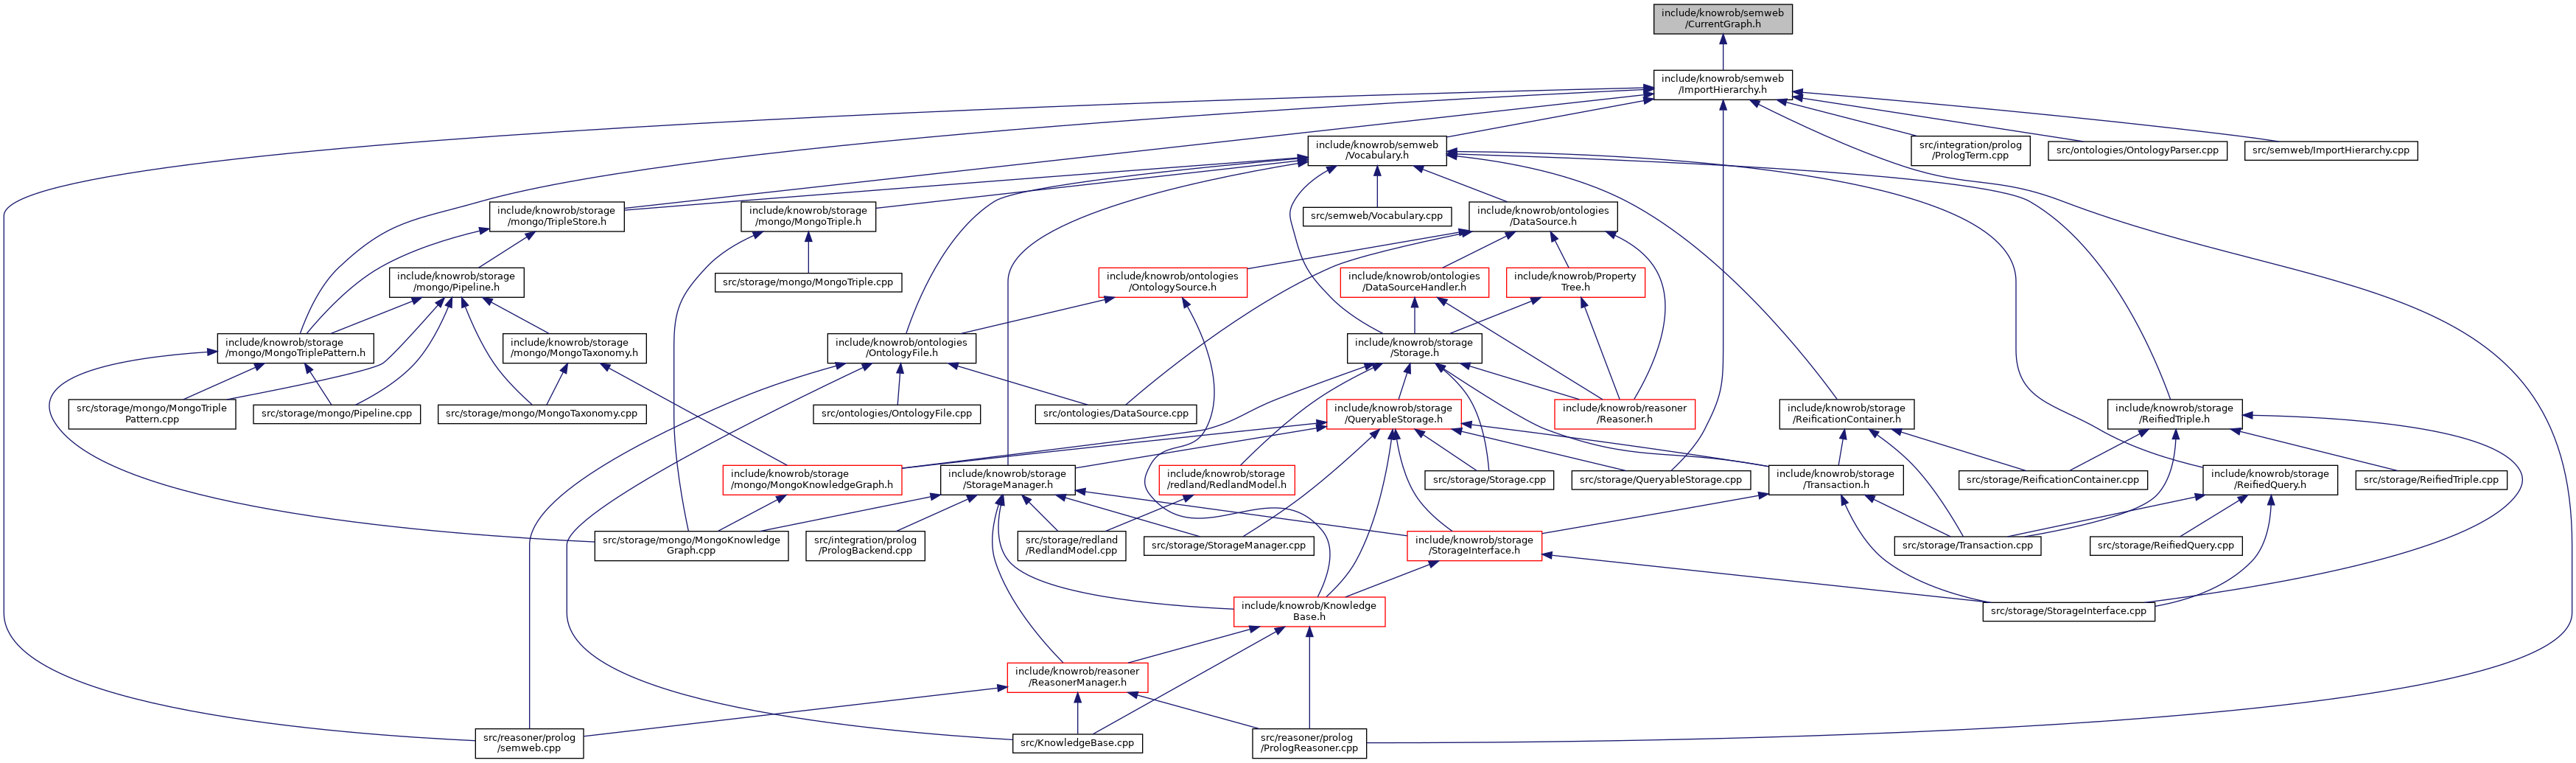 include/knowrob/semweb
/CurrentGraph.h
include/knowrob/semweb
/ImportHierarchy.h
include/knowrob/semweb
/Vocabulary.h
src/integration/prolog
/PrologTerm.cpp
src/ontologies/OntologyParser.cpp
src/semweb/ImportHierarchy.cpp
include/knowrob/storage
/mongo/TripleStore.h
include/knowrob/storage
/mongo/MongoTriple.h
src/semweb/Vocabulary.cpp
include/knowrob/ontologies
/DataSource.h
include/knowrob/storage
/mongo/Pipeline.h
src/storage/mongo/MongoTriple.cpp
include/knowrob/ontologies
/OntologySource.h
include/knowrob/ontologies
/DataSourceHandler.h
include/knowrob/Property
Tree.h
include/knowrob/storage
/mongo/MongoTriplePattern.h
include/knowrob/storage
/mongo/MongoTaxonomy.h
include/knowrob/ontologies
/OntologyFile.h
include/knowrob/storage
/Storage.h
src/storage/mongo/MongoTriple
Pattern.cpp
src/storage/mongo/Pipeline.cpp
src/storage/mongo/MongoTaxonomy.cpp
src/ontologies/OntologyFile.cpp
src/ontologies/DataSource.cpp
include/knowrob/storage
/QueryableStorage.h
include/knowrob/reasoner
/Reasoner.h
include/knowrob/storage
/ReificationContainer.h
include/knowrob/storage
/ReifiedTriple.h
include/knowrob/storage
/mongo/MongoKnowledgeGraph.h
include/knowrob/storage
/StorageManager.h
include/knowrob/storage
/redland/RedlandModel.h
src/storage/Storage.cpp
src/storage/QueryableStorage.cpp
include/knowrob/storage
/Transaction.h
src/storage/ReificationContainer.cpp
include/knowrob/storage
/ReifiedQuery.h
src/storage/ReifiedTriple.cpp
src/storage/mongo/MongoKnowledge
Graph.cpp
src/integration/prolog
/PrologBackend.cpp
src/storage/redland
/RedlandModel.cpp
src/storage/StorageManager.cpp
include/knowrob/storage
/StorageInterface.h
src/storage/Transaction.cpp
src/storage/ReifiedQuery.cpp
include/knowrob/Knowledge
Base.h
src/storage/StorageInterface.cpp
include/knowrob/reasoner
/ReasonerManager.h
src/reasoner/prolog
/semweb.cpp
src/KnowledgeBase.cpp
src/reasoner/prolog
/PrologReasoner.cpp